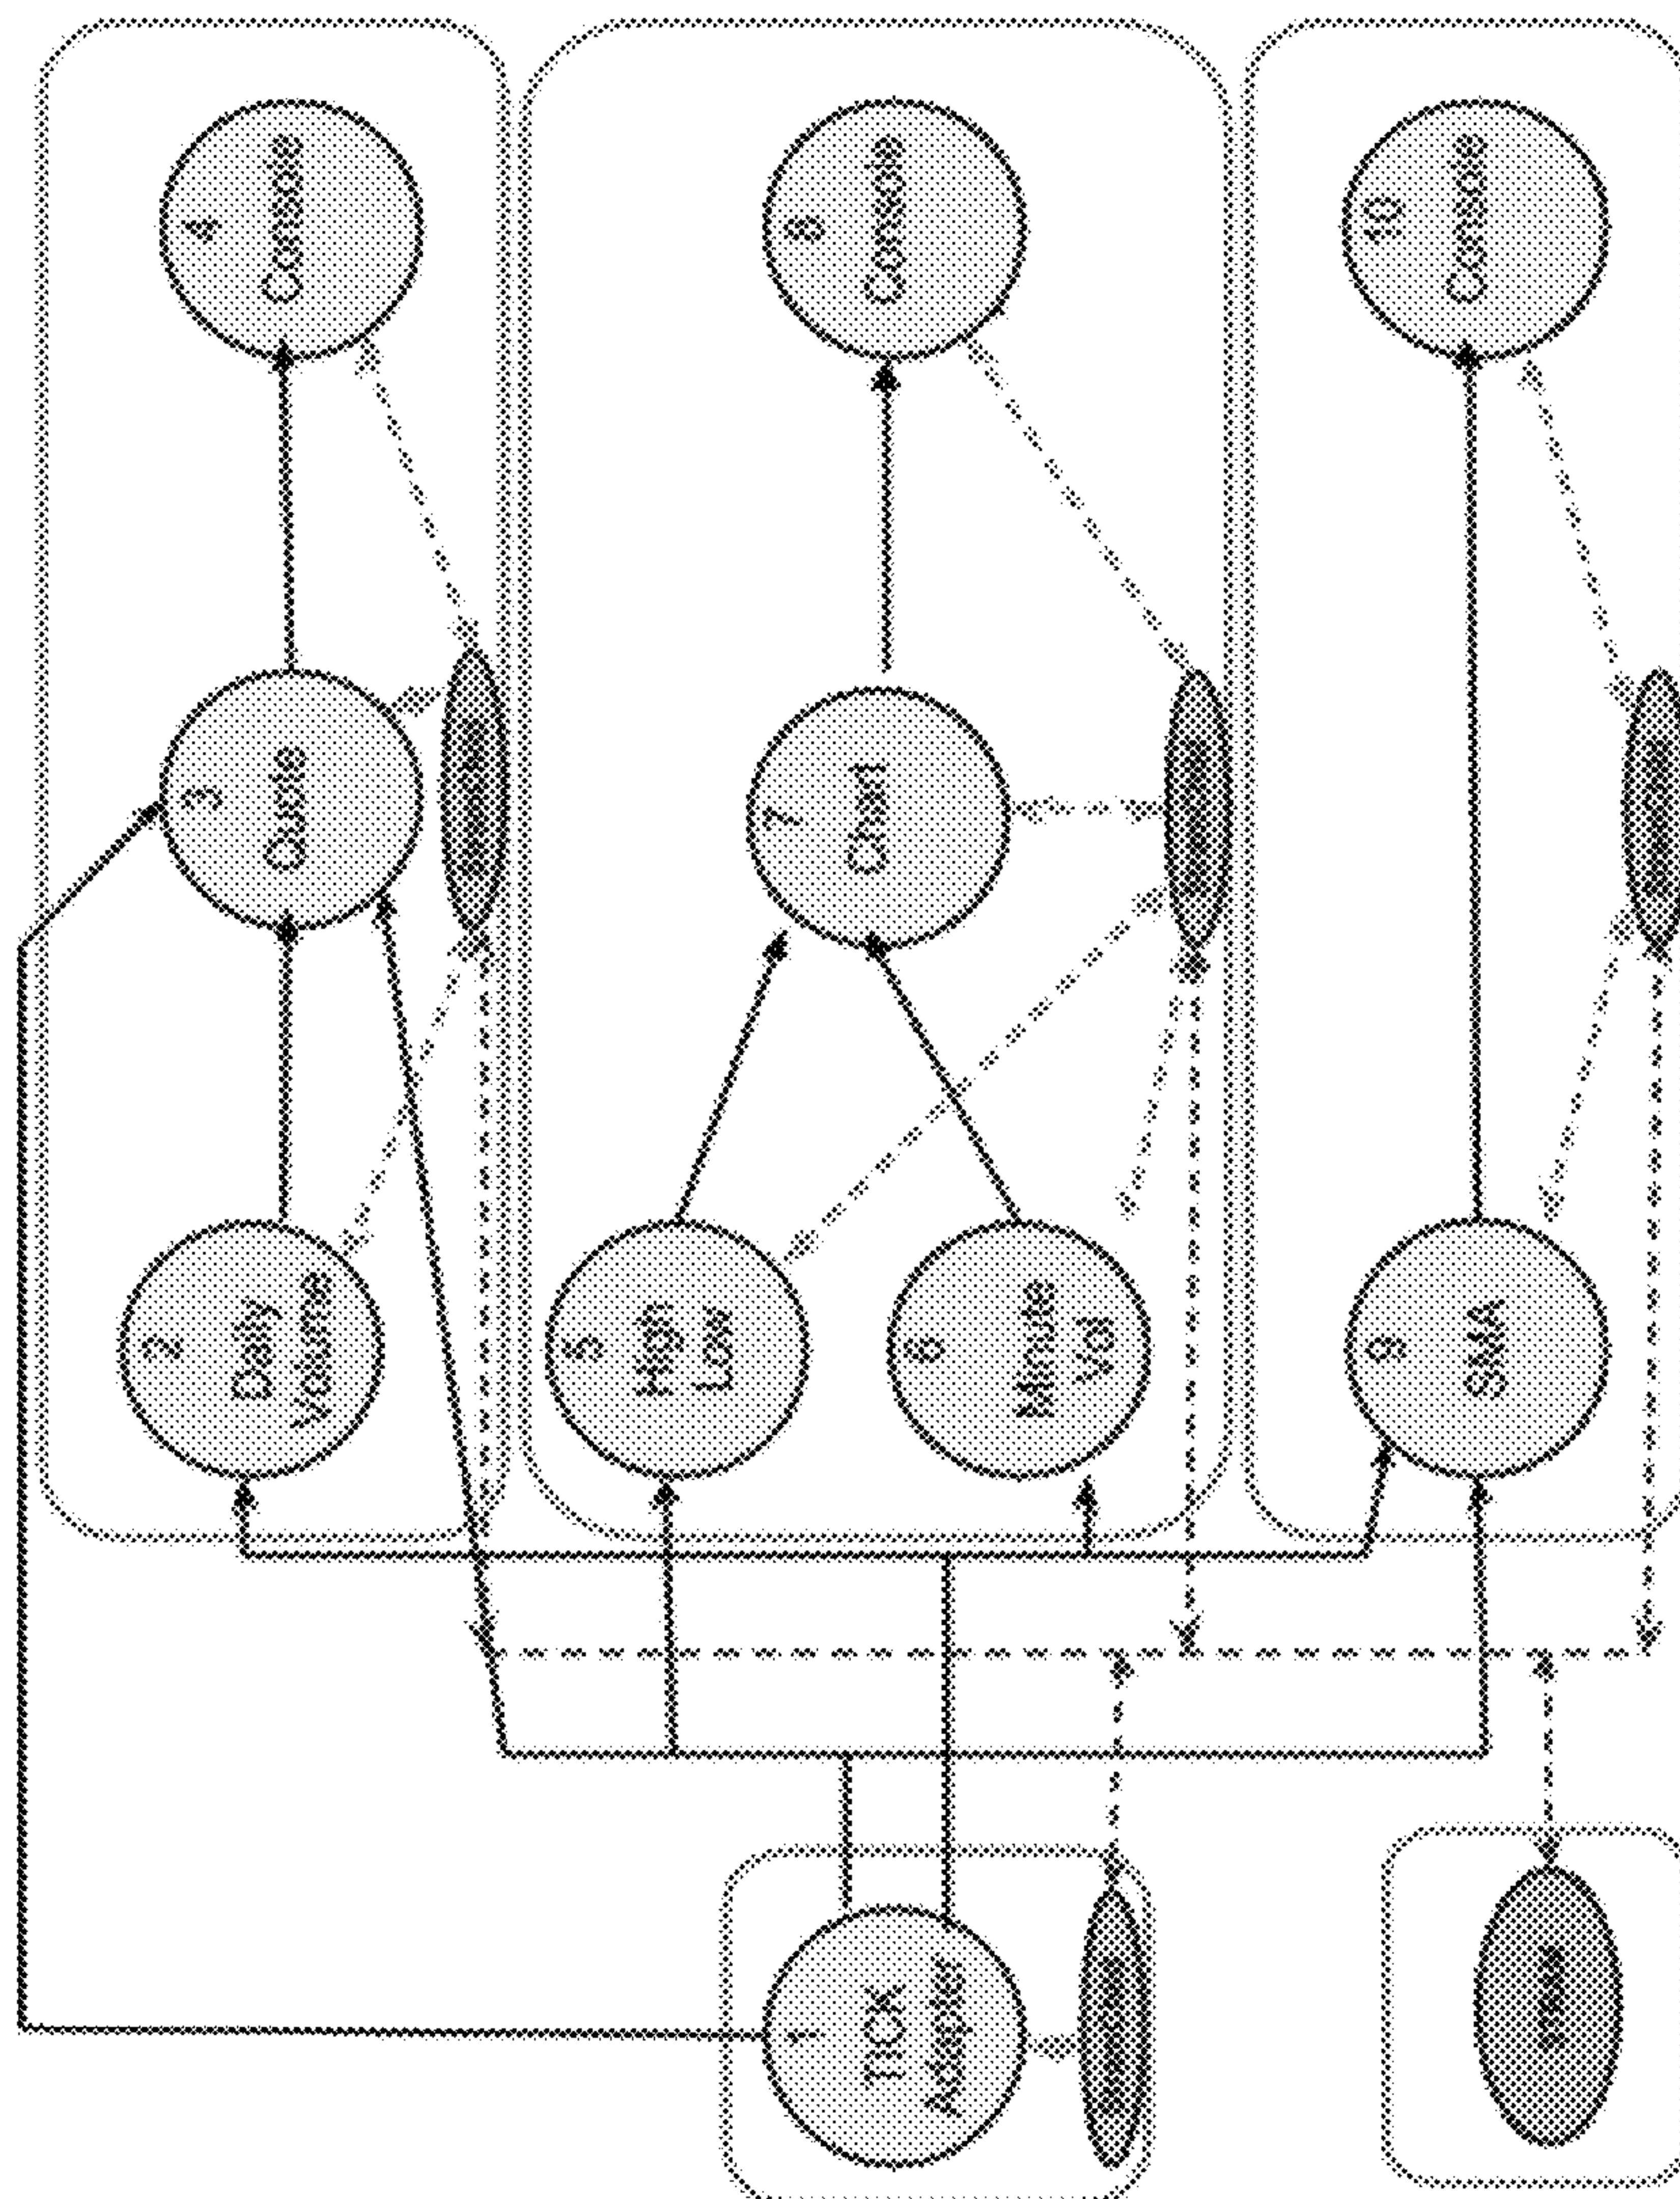 1
TICK
Adapter
2
Daily
Volume
3
Quote
4
Console
5
High
Low
6
Minute
Vol
7
Chart
8
Console
9
SMA
10
Console